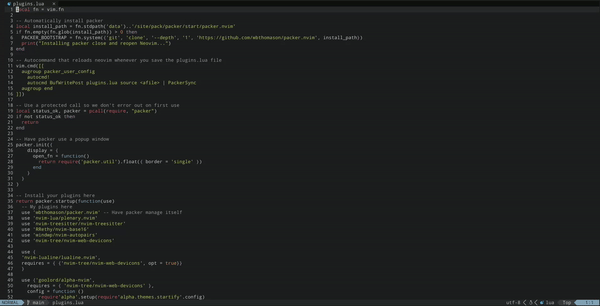 plugins.lua
1 local fn = vim.fn
2
3 -- Automatically install packer
4 local install_path = fn.stdpath('data')..'/site/pack/packer/start/packer.nvim'
5 if fn.empty(fn.glob(install_path)) > 0 then
6 PACKER_BOOTSTRAP = fn.system({'git', 'clone', '--depth', '1', 'https://github.com/wbthomason/packer.nvim', install_path})
7 print("Installing packer close and reopen Neovim...")
8 end
9
10 -- Autocommand that reloads neovim whenever you save the plugins.lua file
11 vim.cmd([[
12 augroup packer_user_config
13 autocmd!
14 autocmd BufWritePost plugins.lua source <afile> | PackerSync
15 augroup end
16 ]])
17
18 -- Use a protected call so we don't error out on first use
19 local status_ok, packer = pcall(require, "packer")
20 if not status_ok then
21 return
22 end
23
24 -- Have packer use a popup window
25 packer.init({
26 display = {
27 open_fn = function()
28 return require('packer.util').float({ border = 'single' })
29 end
30 }
31 }
32 )
33
34 -- Install your plugins here
35 return packer.startup(function(use)
36 -- My plugins here
37 use 'wbthomason/packer.nvim' -- Have packer manage itself
38 use 'nvim-lua/plenary.nvim'
39 use 'nvim-treesitter/nvim-treesitter'
40 use 'RRethy/nvim-base16'
41 use 'windwp/nvim-autopairs'
42 use 'nvim-tree/nvim-web-devicons'
43
44 use {
45 'nvim-lualine/lualine.nvim',
46 requires = { {'nvim-tree/nvim-web-devicons', opt = true}}
47 }
48
49 use {'goolord/alpha-nvim',
50 requires = { 'nvim-tree/nvim-web-devicons' },
51 config = function ()
52 require'alpha'.setup(require'alpha.themes.startify'.config)
NORMAL main plugins.lua utf-8 lua Top 1:1